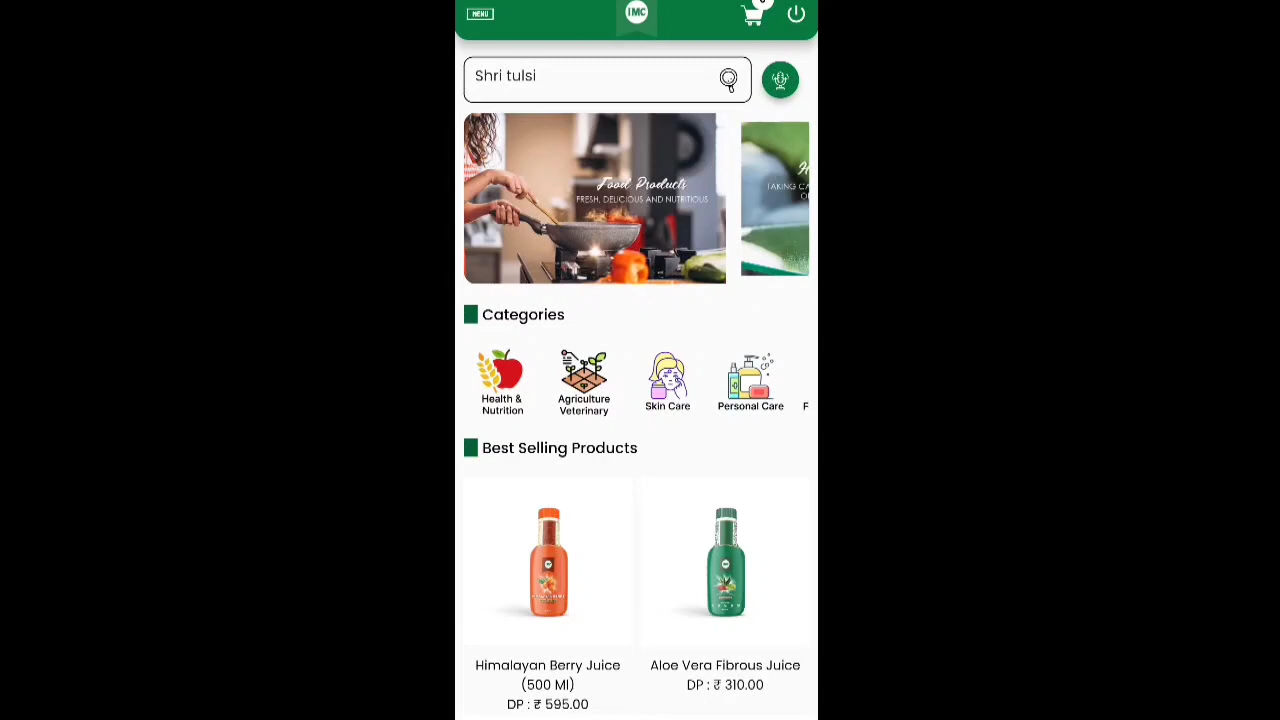 MENU
IMC
Shri tulsi
Food Products
FRESH, DELICIOUS AND NUTRITIOUS
TAKING
Categories
Health &
Nutrition
Agriculture
Veterinary
Skin Care
Personal Care
F
Best Selling Products
Himalayan Berry Juice
(500 Ml)
DP : ₹ 595.00
Aloe Vera Fibrous Juice
DP : ₹ 310.00